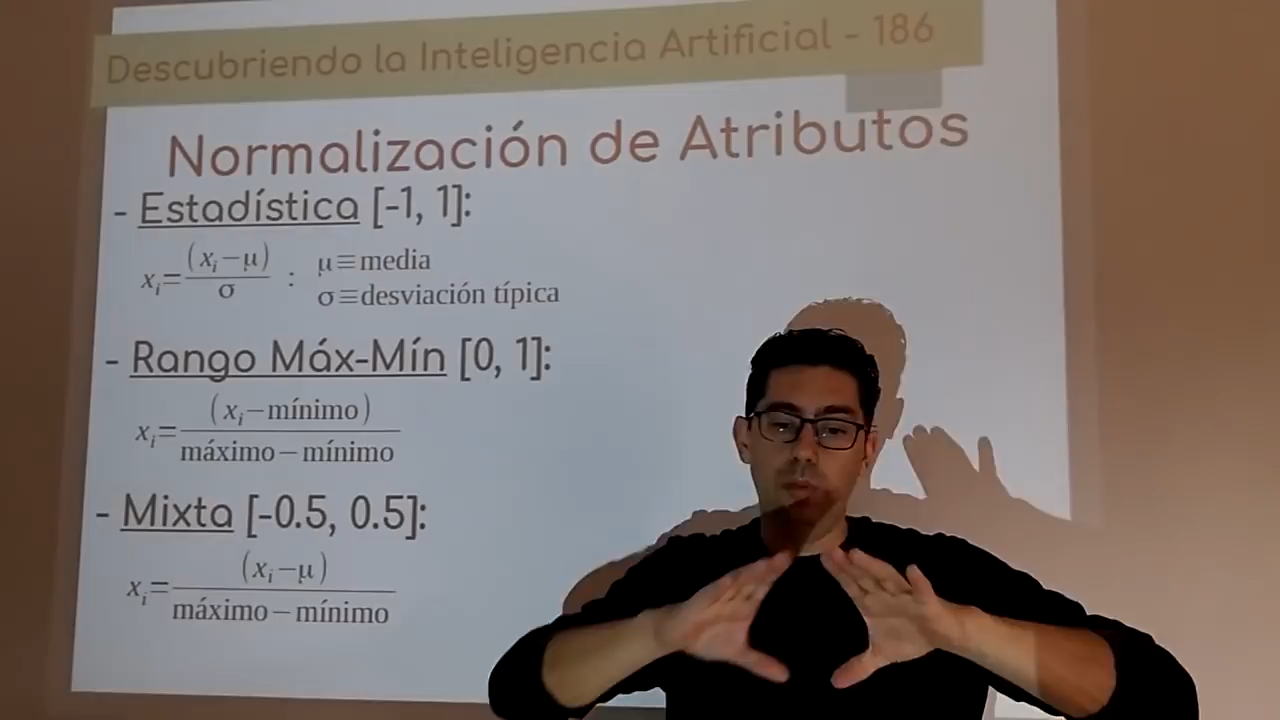 Descubriendo la Inteligencia Artificial - 186
Normalización de Atributos
- Estadística [-1, 1]:
xᵢ=(xᵢ−μ)/σ : μ≡media
σ≡desviación típica
- Rango Máx-Mín [0, 1]:
xᵢ=(xᵢ−mínimo)/(máximo−mínimo)
- Mixta [-0.5, 0.5]:
xᵢ=(xᵢ−μ)/(máximo−mínimo)